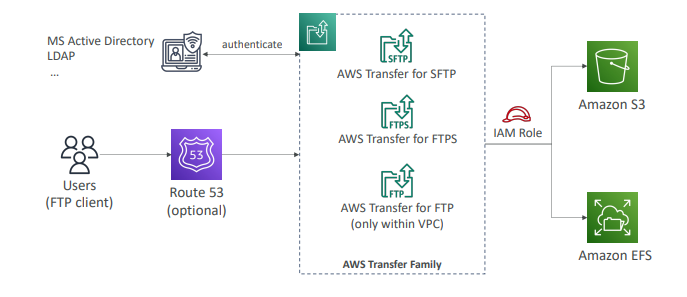 MS Active Directory
LDAP
...
authenticate
SFTP
AWS Transfer for SFTP
FTPS
AWS Transfer for FTPS
FTP
AWS Transfer for FTP
(only within VPC)
AWS Transfer Family
Users
(FTP client)
53
Route 53
(optional)
IAM Role
Amazon S3
Amazon EFS